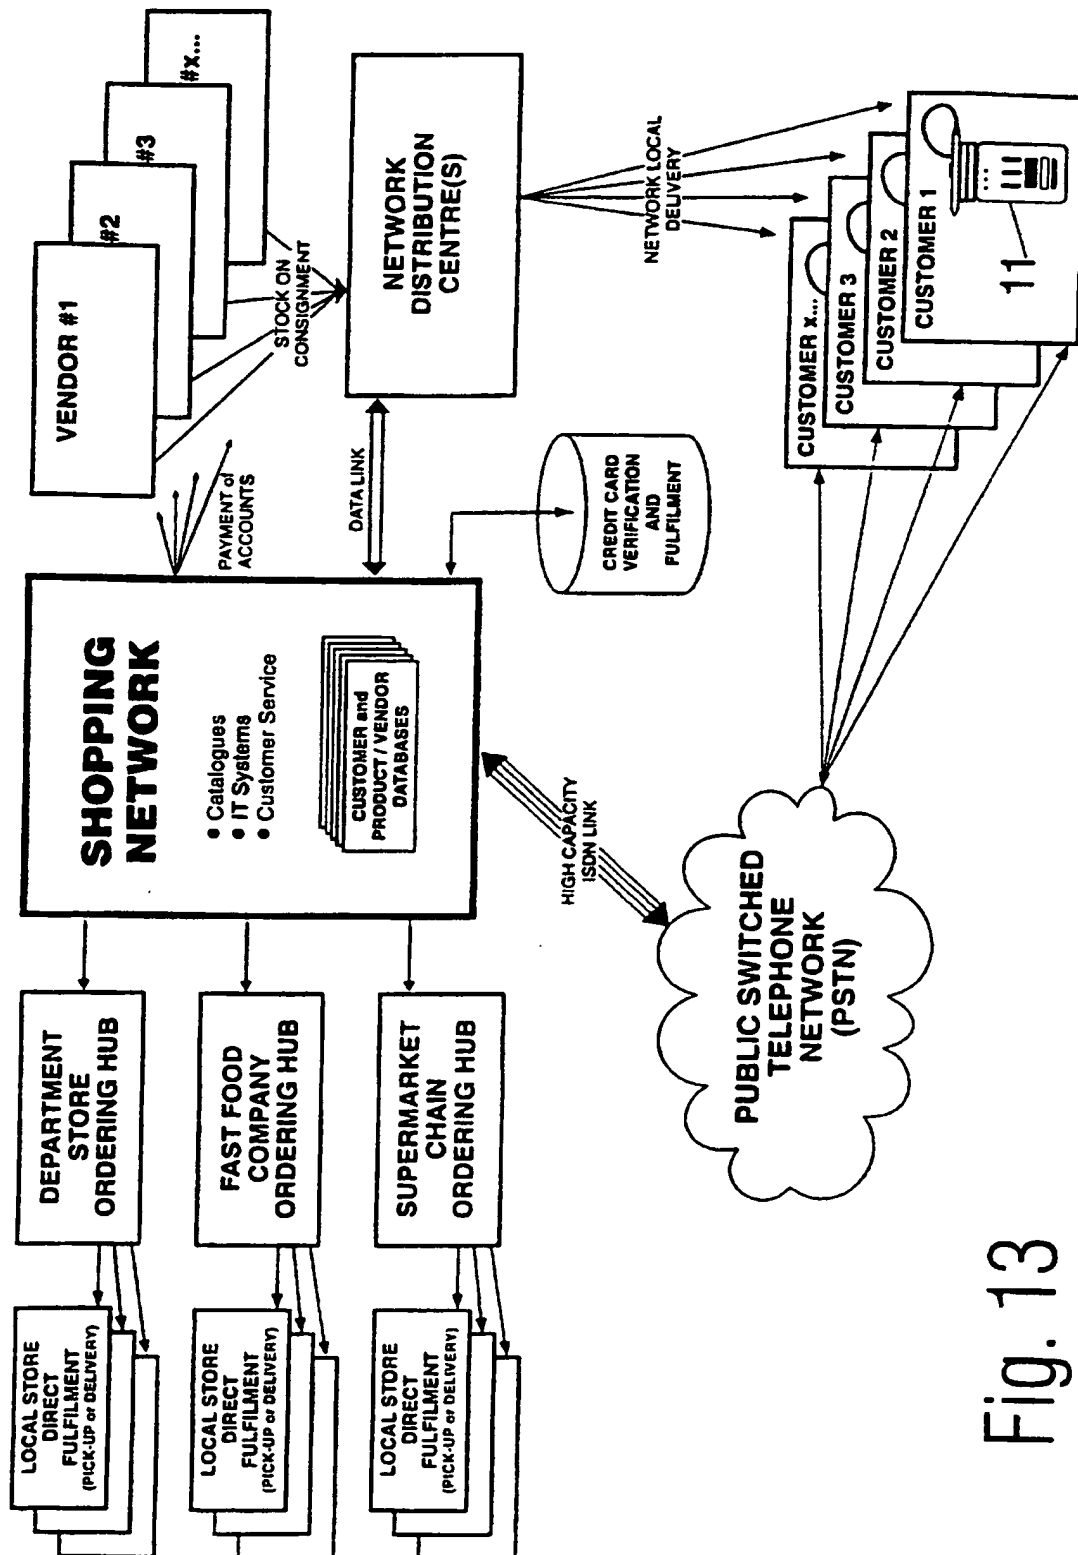 LOCAL STORE
DIRECT
FULFILMENT
(PICK-UP or DELIVERY)
DEPARTMENT
STORE
ORDERING HUB
LOCAL STORE
DIRECT
FULFILMENT
(PICK-UP or DELIVERY)
FAST FOOD
COMPANY
ORDERING HUB
LOCAL STORE
DIRECT
FULFILMENT
(PICK-UP or DELIVERY)
SUPERMARKET
CHAIN
ORDERING HUB
SHOPPING
NETWORK
• Catalogues
• IT Systems
• Customer Service
CUSTOMER and
PRODUCT / VENDOR
DATABASES
PAYMENT of
ACCOUNTS
VENDOR #1
#2
#3
#x...
STOCK ON
CONSIGNMENT
DATA LINK
NETWORK
DISTRIBUTION
CENTRE(S)
CREDIT CARD
VERIFICATION
AND
FULFILMENT
HIGH CAPACITY
ISDN LINK
PUBLIC SWITCHED
TELEPHONE
NETWORK
(PSTN)
NETWORK LOCAL
DELIVERY
CUSTOMER x...
CUSTOMER 3
CUSTOMER 2
CUSTOMER 1
11
Fig. 13